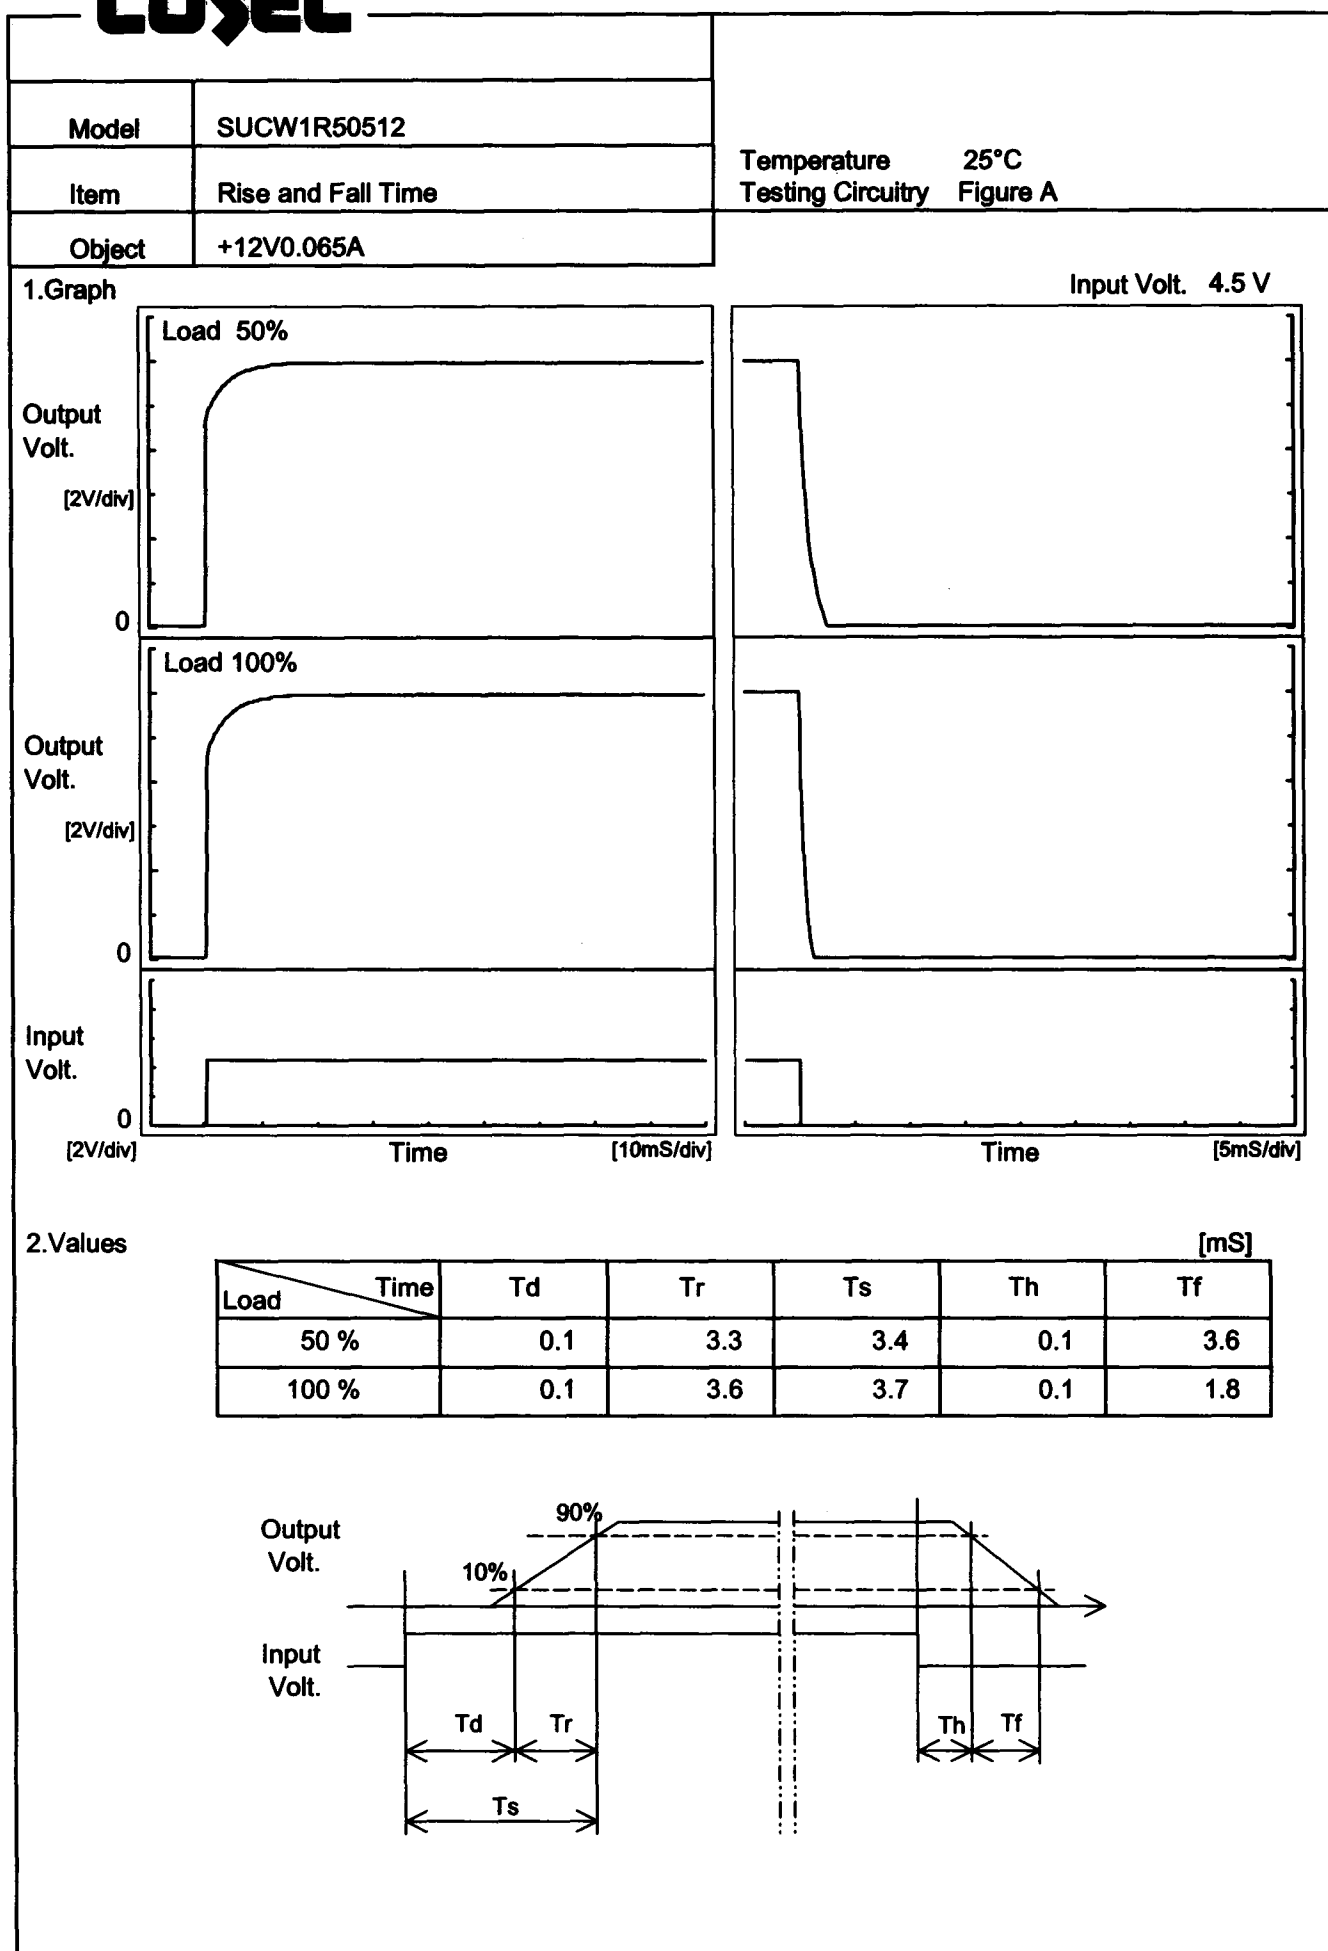 COSEL
Model SUCW1R50512
Item Rise and Fall Time
Object +12V0.065A
Temperature 25°C
Testing Circuitry Figure A
1.Graph
Input Volt. 4.5 V
Load 50%
Output
Volt.
[2V/div]
0
Load 100%
Output
Volt.
[2V/div]
0
Input
Volt.
0
[2V/div] Time [10mS/div] Time [5mS/div]
2.Values [mS]
Time
Load Td Tr Ts Th Tf
50 % 0.1 3.3 3.4 0.1 3.6
100 % 0.1 3.6 3.7 0.1 1.8
Output
Volt.
90%
10%
Input
Volt.
Td Tr Th Tf
Ts